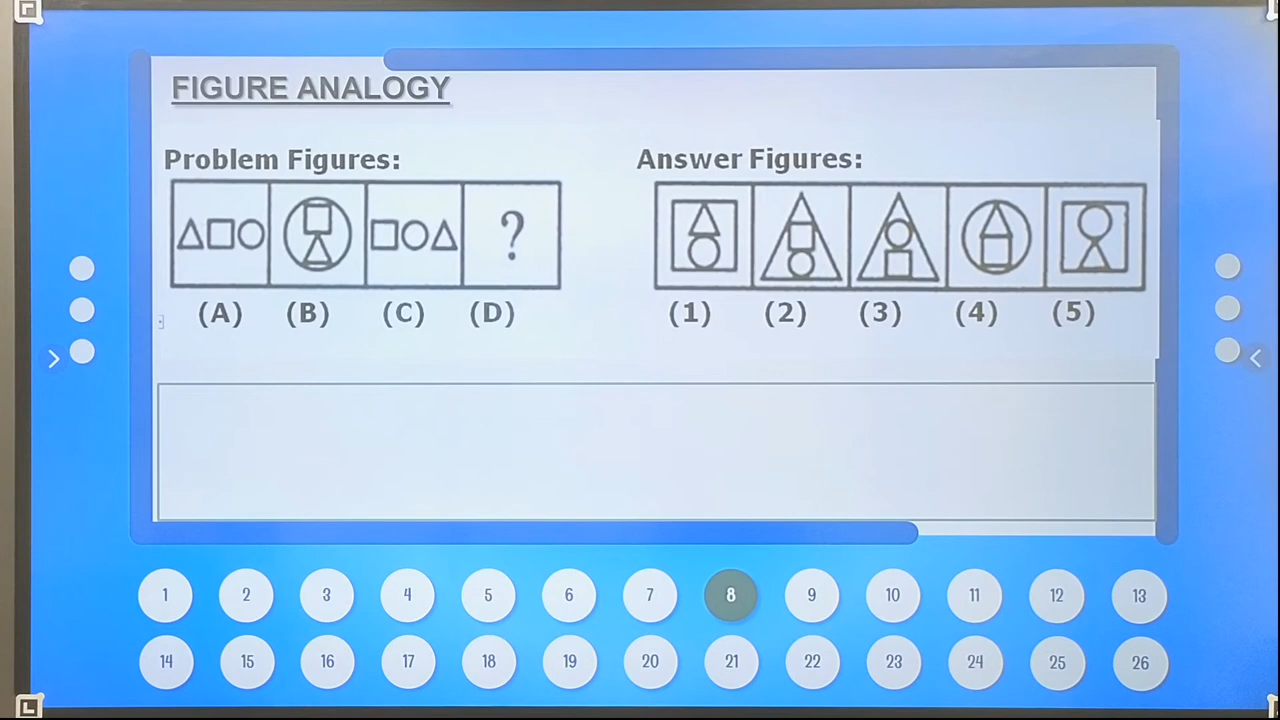 FIGURE ANALOGY
Problem Figures:
Answer Figures:
?
(A) (B) (C) (D)
(1) (2) (3) (4) (5)
1 2 3 4 5 6 7 8 9 10 11 12 13
14 15 16 17 18 19 20 21 22 23 24 25 26